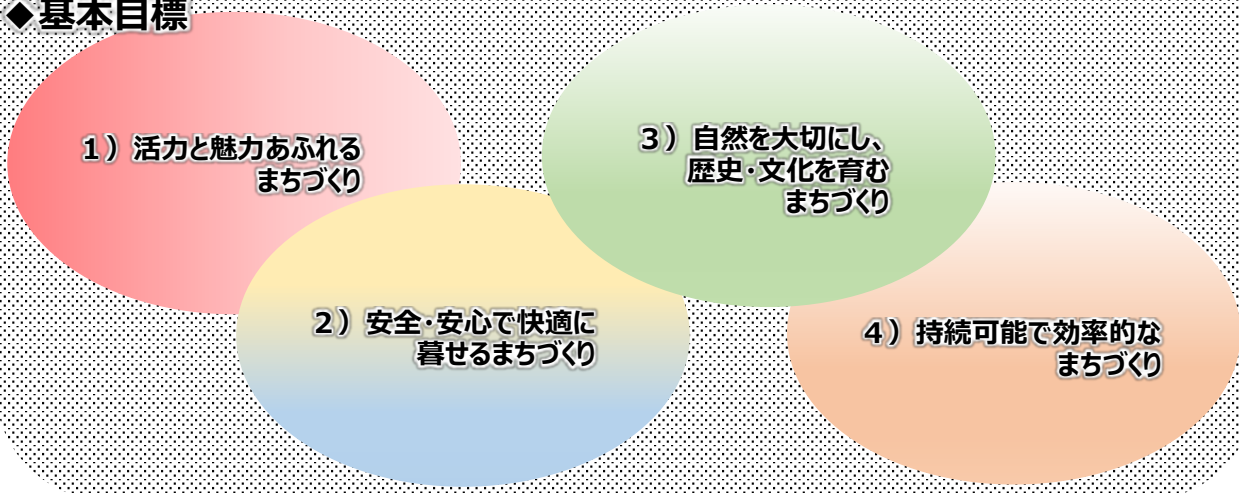 ◆基本目標
１）活力と魅力あふれる
まちづくり
２）安全・安心で快適に
暮せるまちづくり
３）自然を大切にし、
歴史・文化を育む
まちづくり
４）持続可能で効率的な
まちづくり